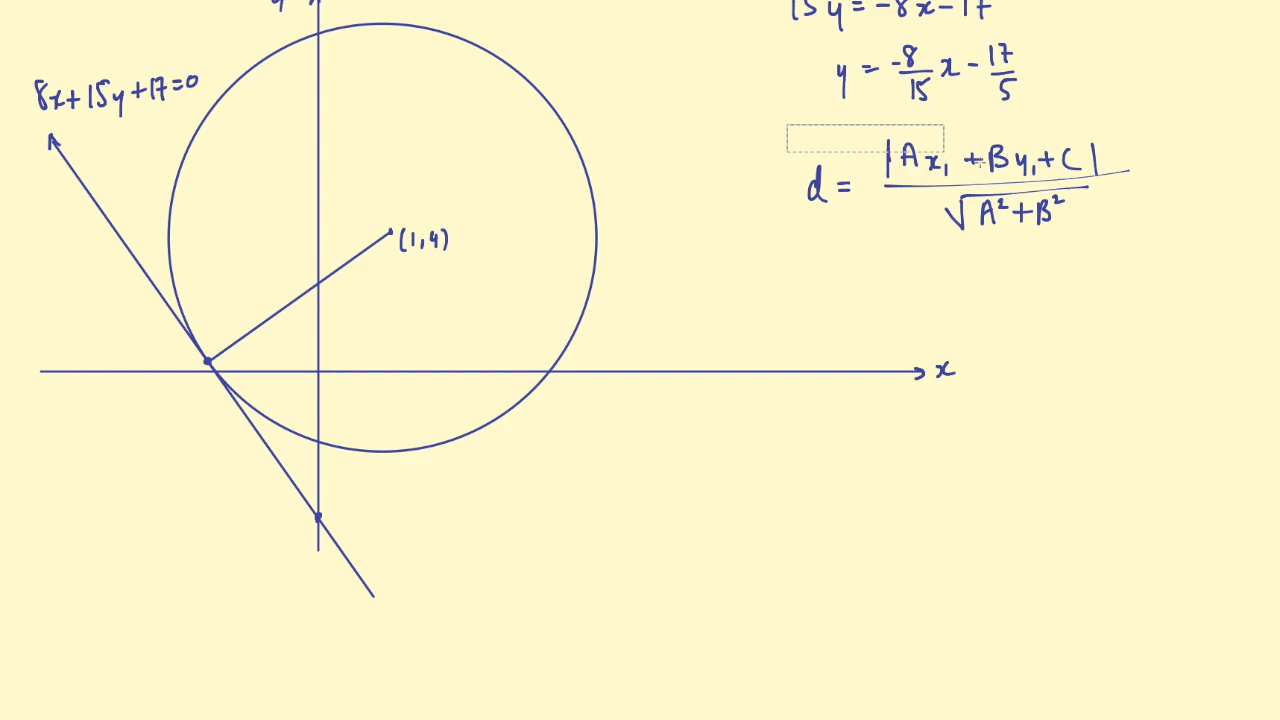 y
15y = -8x - 17
8x + 15y + 17 = 0
y = -8/15 x - 17/5
d = |Ax₁ + By₁ + C| / √A² + B²
(1,4)
x